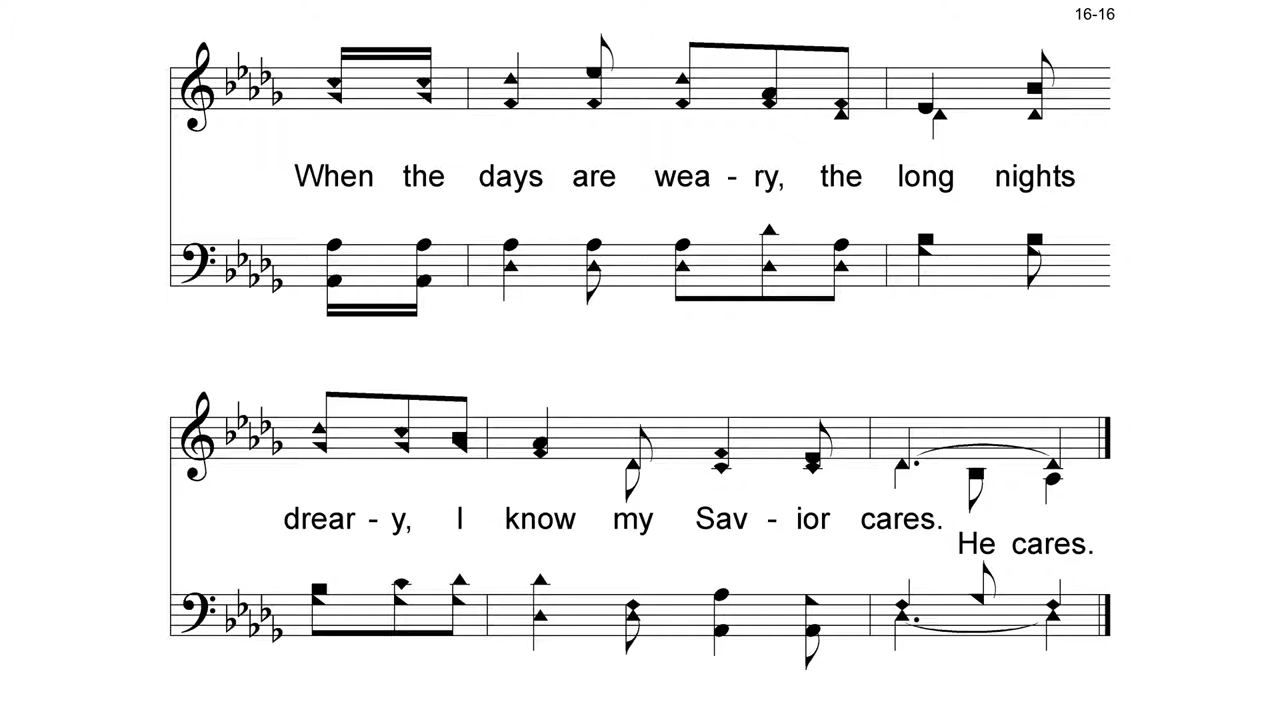 16-16
When the days are wea - ry, the long nights
drear - y, I know my Sav - ior cares.
He cares.